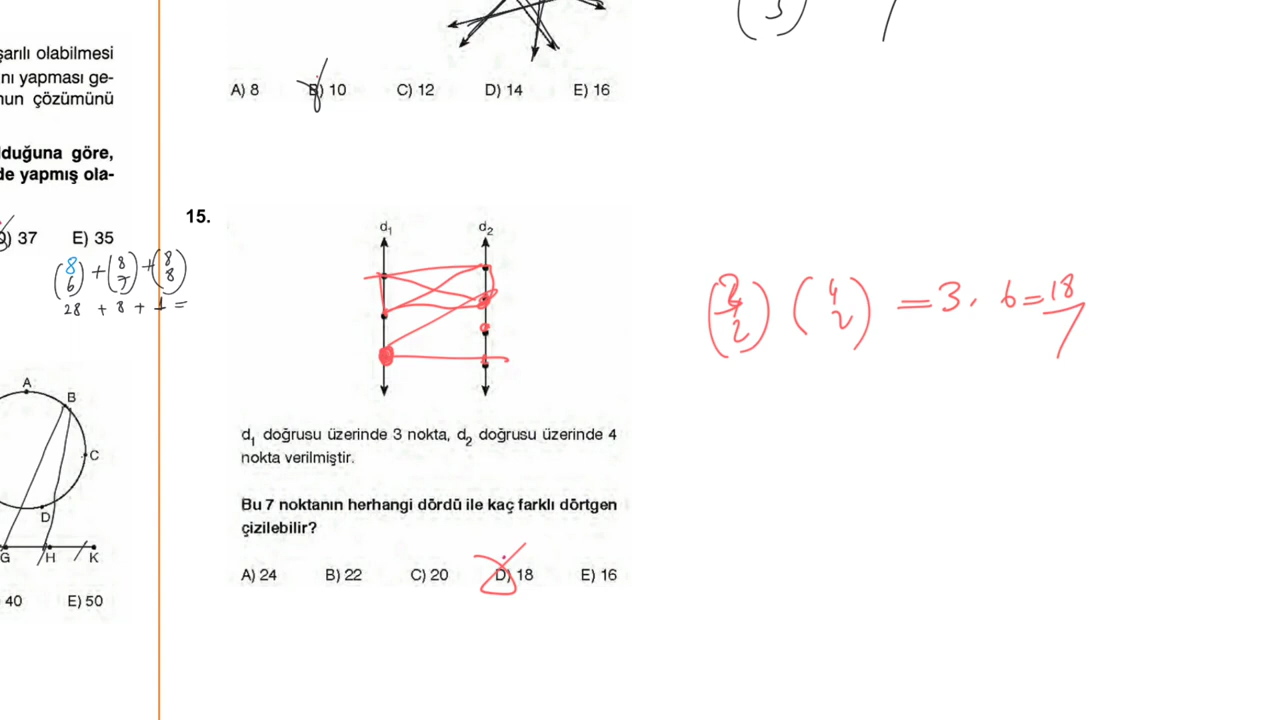 şarılı olabilmesi
nı yapması ge-
nun çözümünü
lduğuna göre,
de yapmış ola-
D) 37 E) 35
(8 6) + (8 7) + (8 8)
28 + 8 + 1 =
A
B
C
D
G H K
40 E) 50
A) 8 B) 10 C) 12 D) 14 E) 16
15.
d1 d2
d1 doğrusu üzerinde 3 nokta, d2 doğrusu üzerinde 4
nokta verilmiştir.
Bu 7 noktanın herhangi dördü ile kaç farklı dörtgen
çizilebilir?
A) 24 B) 22 C) 20 D) 18 E) 16
(3 2) (4 2) = 3 . 6 = 18